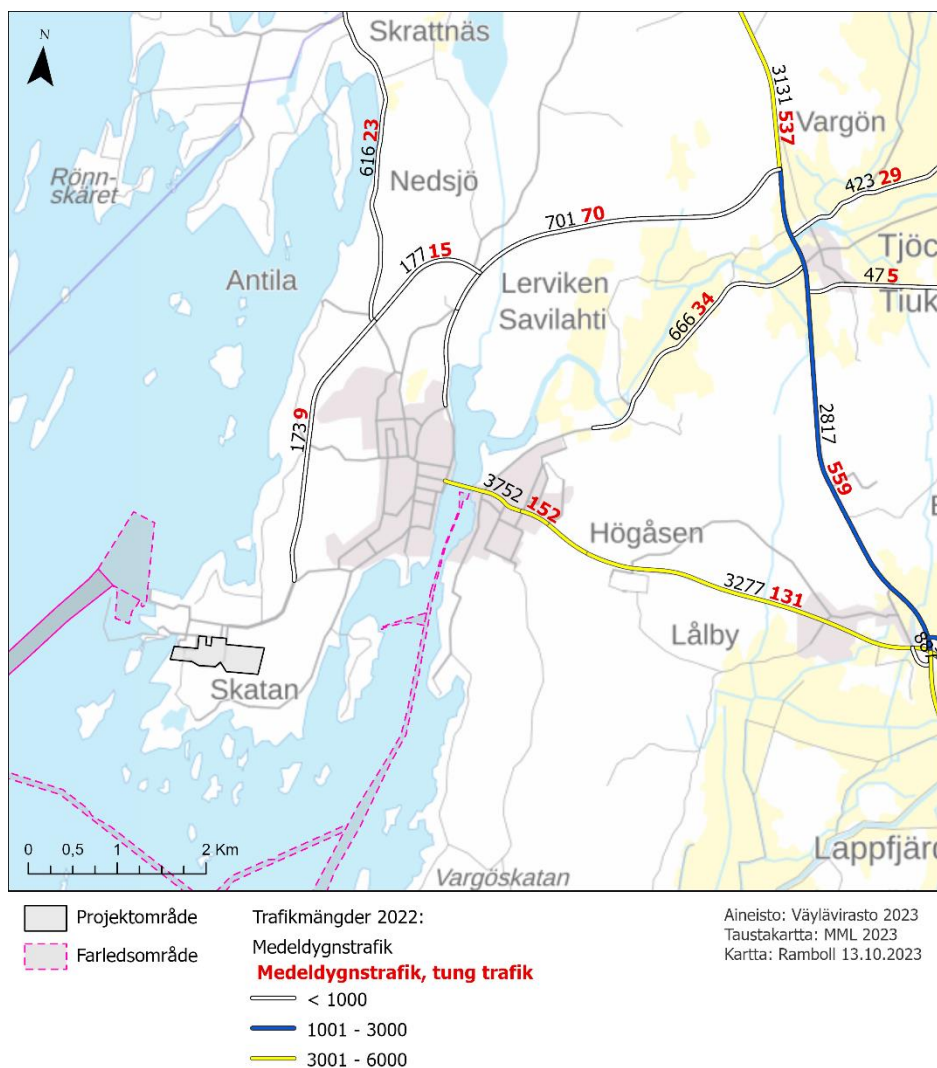 N
Skrattnäs
3131 537
Vargön
616 23
Rönn-
skäret
Nedsjö
423 29
701 70
177 15
Tjöc
Antila
Lerviken
Savilahti
47 5
Tiuk
666 34
173 9
2817 559
3752 152
Högåsen
3277 131
Lålby
881
Skatan
Lappfjärd
0 0,5 1 2 Km
Vargöskatan
Projektområde
Farledsområde
Trafikmängder 2022:
Medeldygnstrafik
Medeldygnstrafik, tung trafik
< 1000
1001 - 3000
3001 - 6000
Aineisto: Väylävirasto 2023
Taustakartta: MML 2023
Kartta: Ramboll 13.10.2023